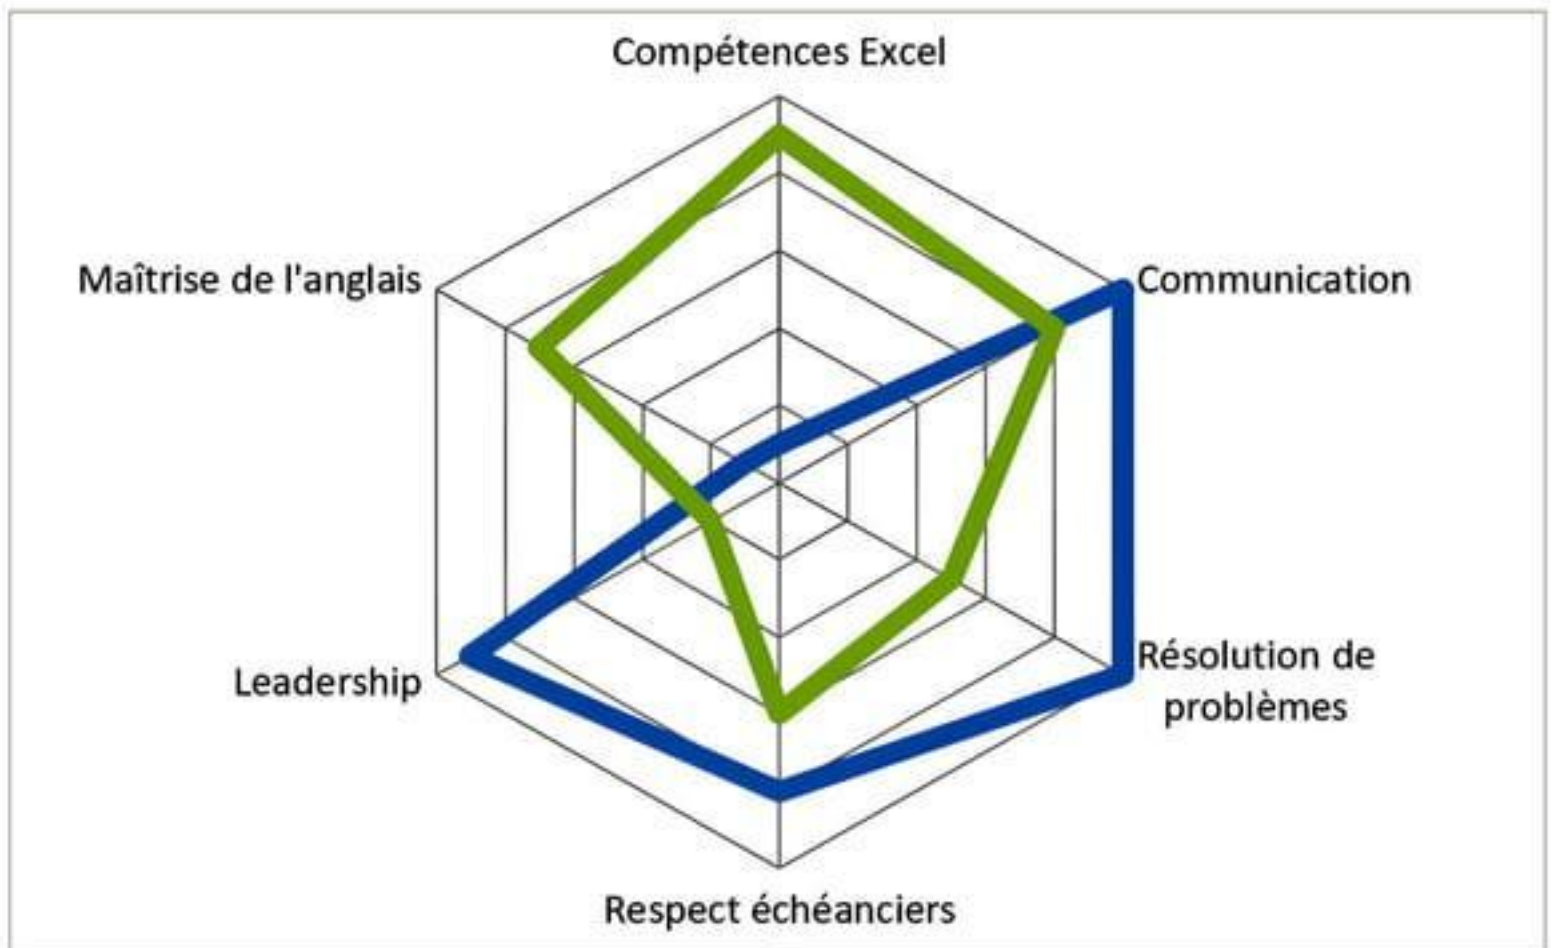 Compétences Excel
Communication
Résolution de
problèmes
Respect échéanciers
Leadership
Maîtrise de l'anglais